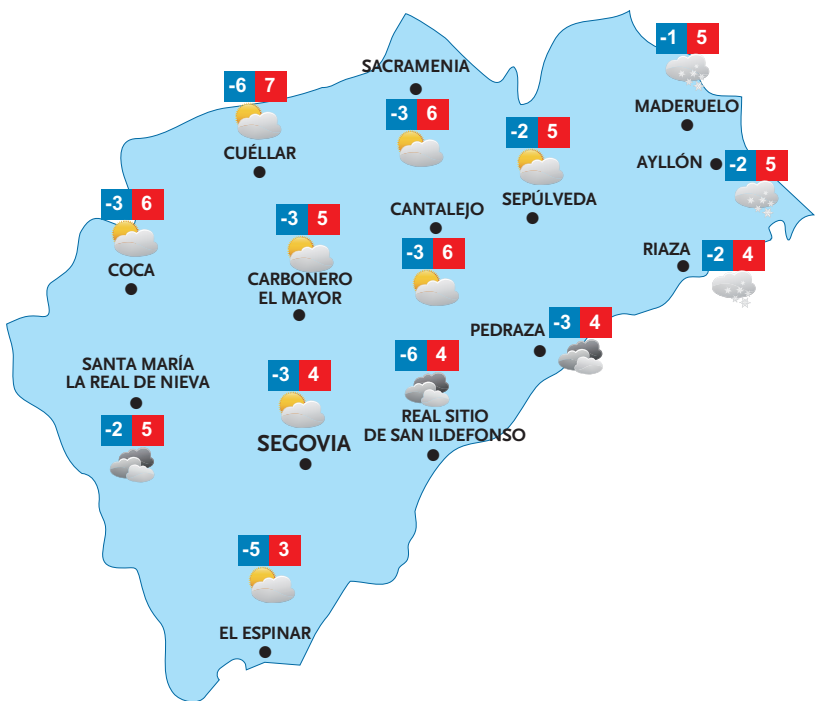 -1 5
MADERUELO
SACRAMENIA
-3 6
-6 7
CUÉLLAR
-2 5
SEPÚLVEDA
AYLLÓN
-2 5
-3 6
COCA
-3 5
CARBONERO
EL MAYOR
CANTALEJO
-3 6
RIAZA
-2 4
PEDRAZA
-3 4
SANTA MARÍA
LA REAL DE NIEVA
-2 5
-3 4
SEGOVIA
-6 4
REAL SITIO
DE SAN ILDEFONSO
-5 3
EL ESPINAR